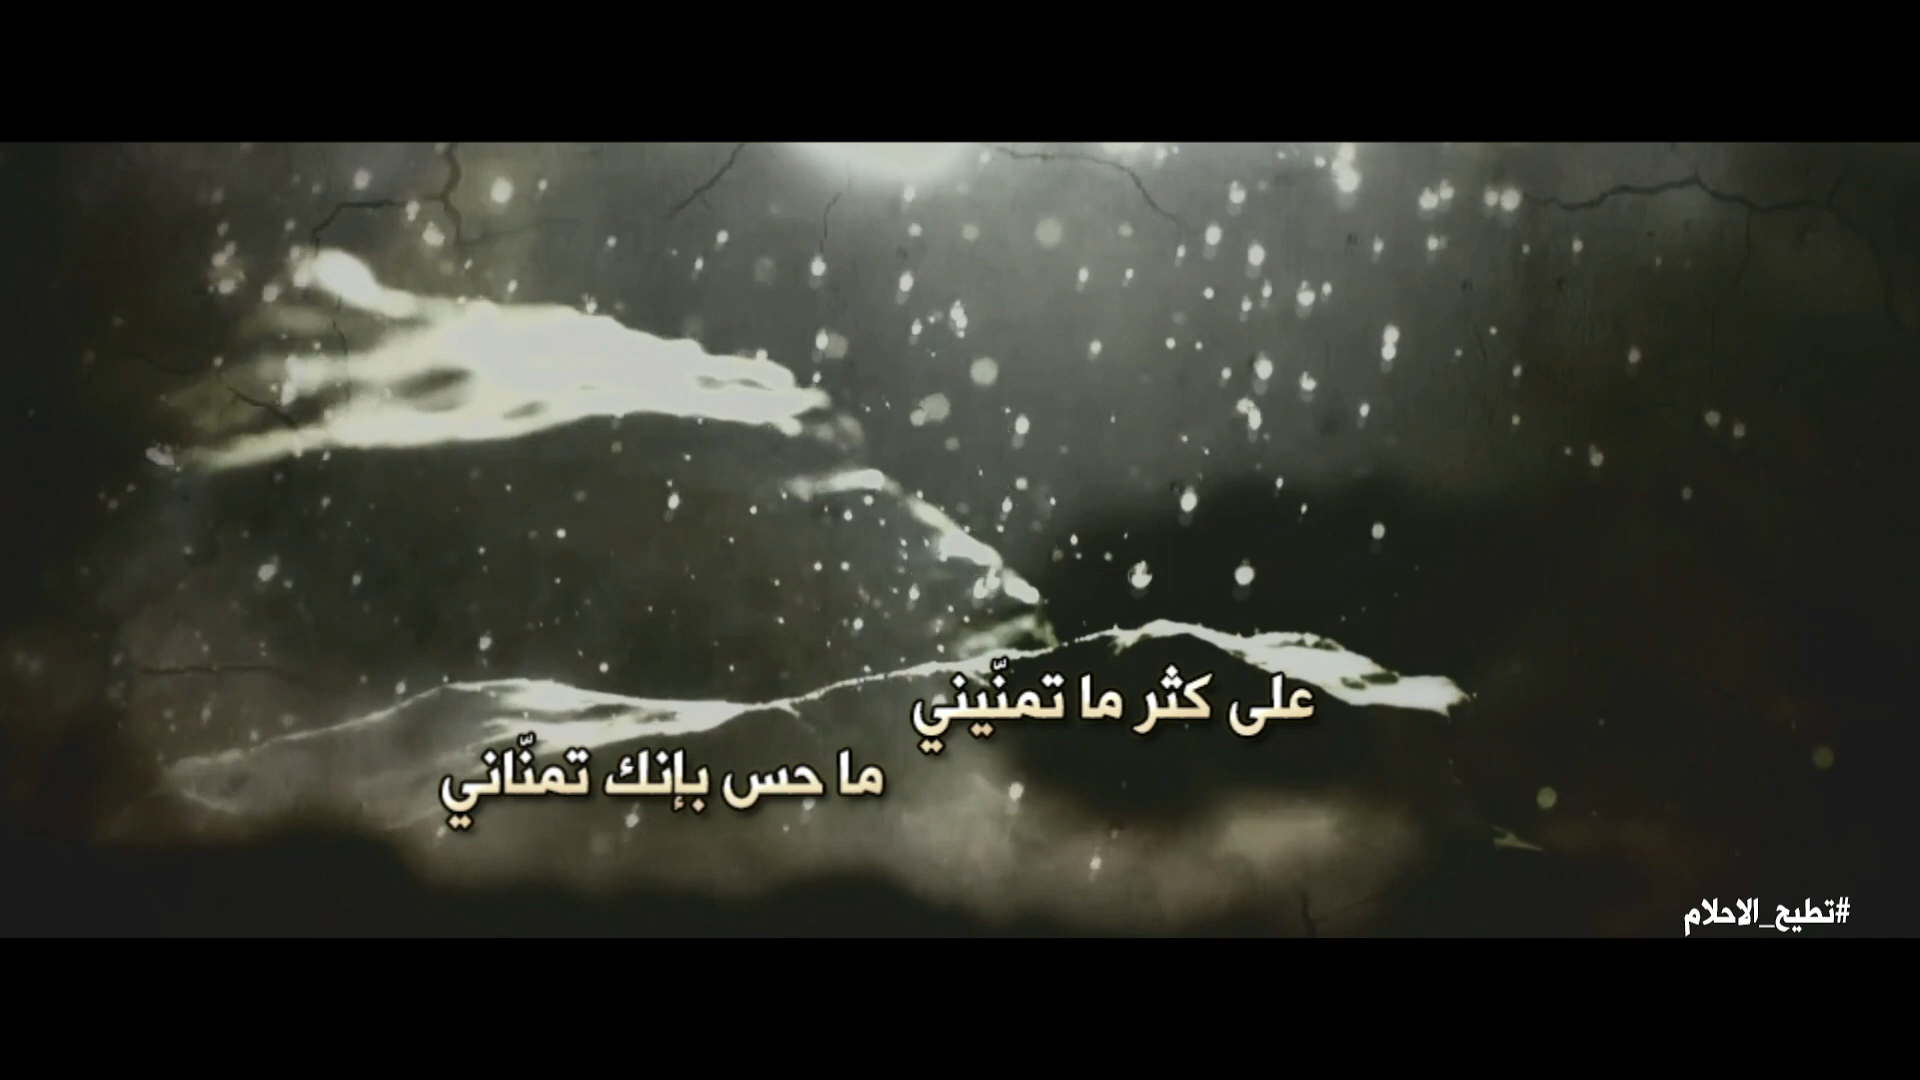 على كثر ما تمنّيني
ما حس بإنك تمنّاني
#تطيح_الاحلام